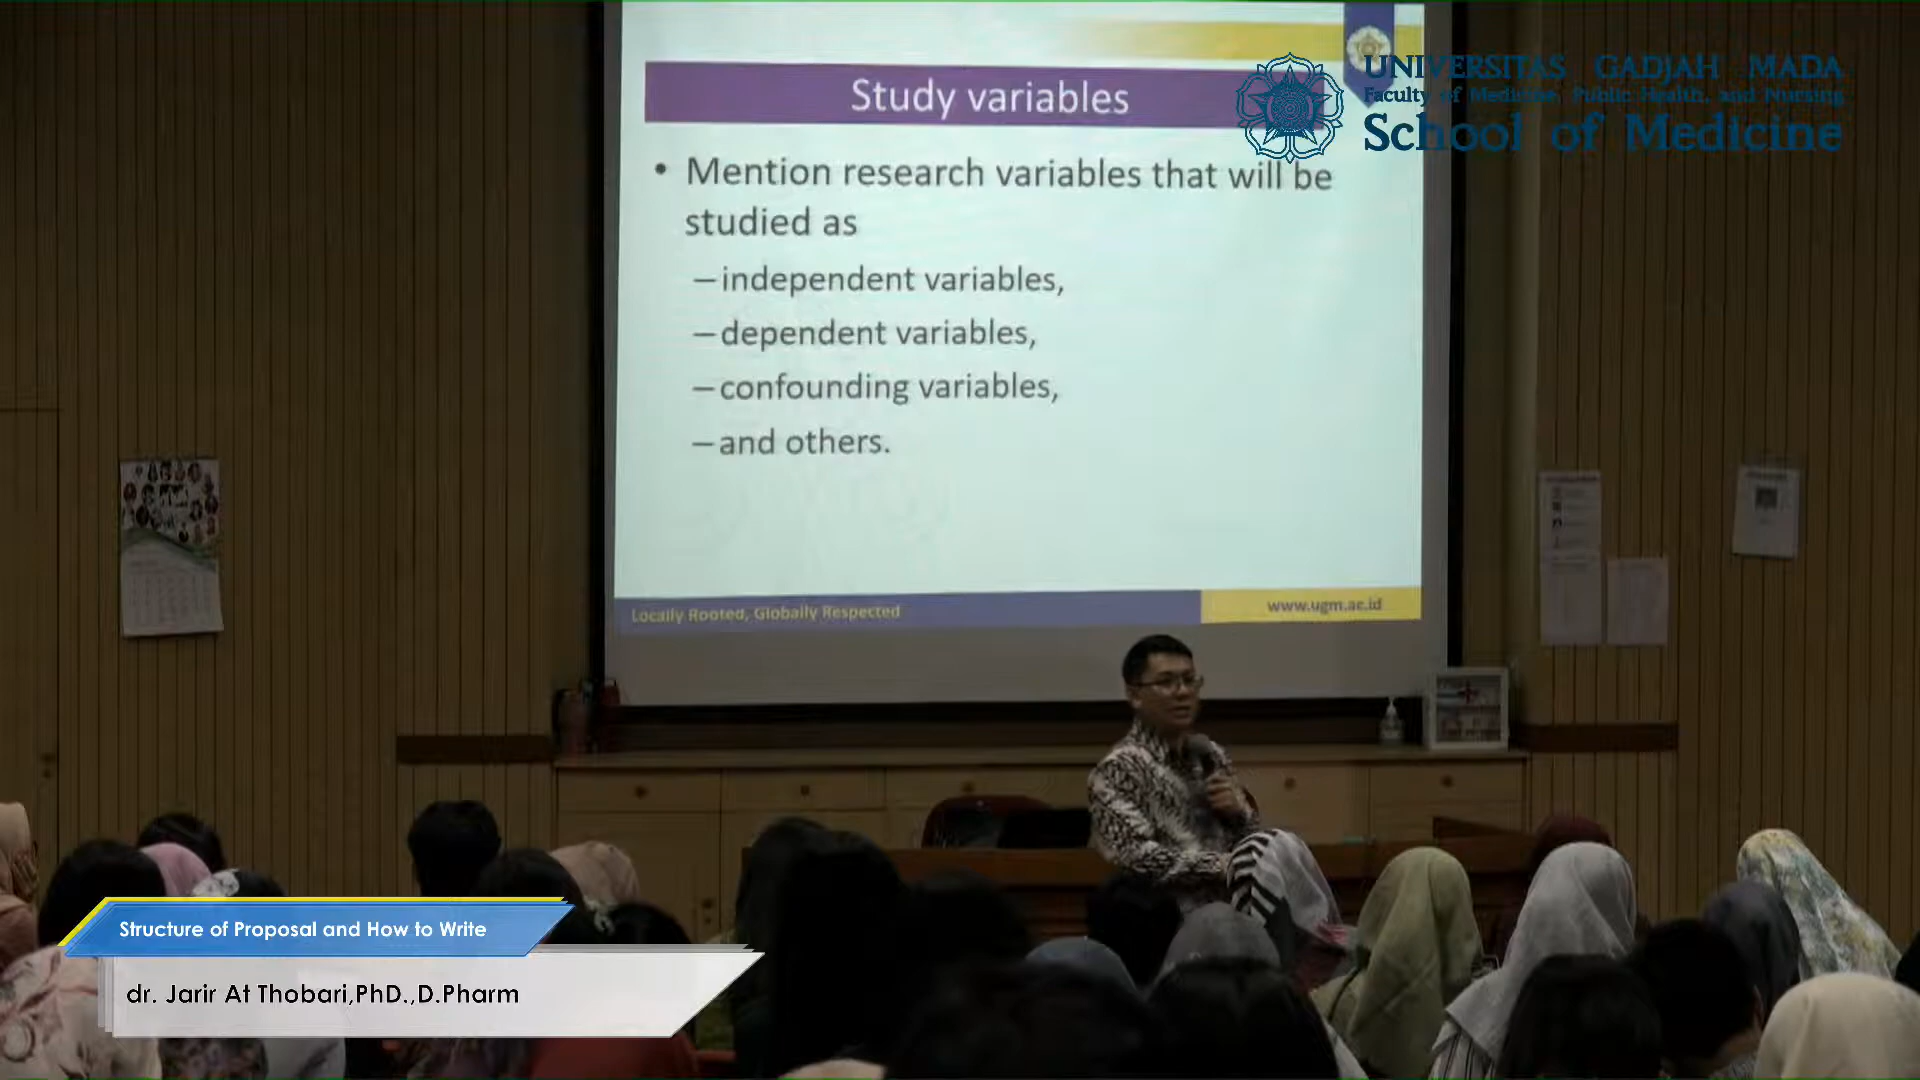 Study variables
UNIVERSITAS GADJAH MADA
Faculty of Medicine, Public Health, and Nursing
School of Medicine
• Mention research variables that will be
studied as
– independent variables,
– dependent variables,
– confounding variables,
– and others.
Locally Rooted, Globally Respected
www.ugm.ac.id
Structure of Proposal and How to Write
dr. Jarir At Thobari,PhD.,D.Pharm